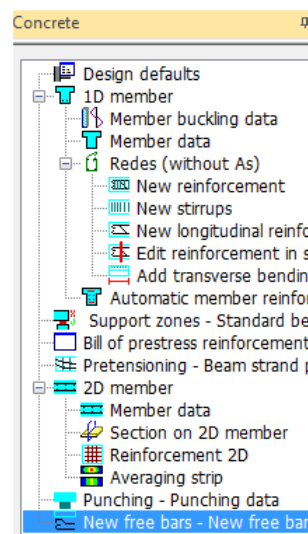 Concrete
Design defaults
1D member
Member buckling data
Member data
Redes (without As)
New reinforcement
New stirrups
New longitudinal reinfo
Edit reinforcement in s
Add transverse bendin
Automatic member reinfor
Support zones - Standard be
Bill of prestress reinforcement
Pretensioning - Beam strand p
2D member
Member data
Section on 2D member
Reinforcement 2D
Averaging strip
Punching - Punching data
New free bars - New free bar